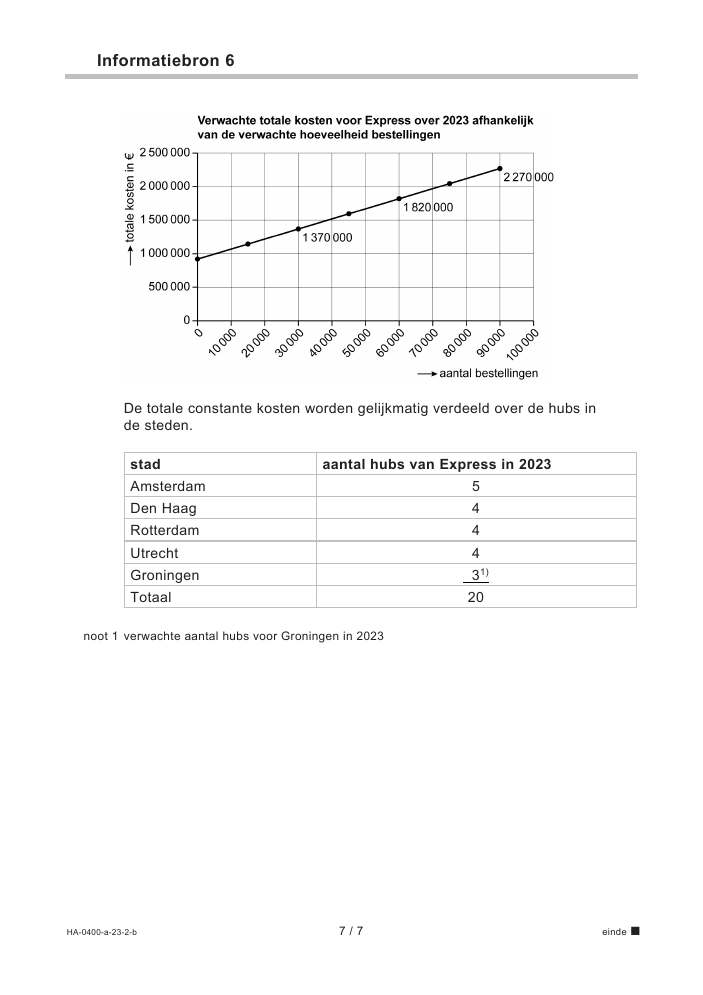 Informatiebron 6
Verwachte totale kosten voor Express over 2023 afhankelijk
van de verwachte hoeveelheid bestellingen
totale kosten in €
2 500 000
2 000 000
1 500 000
1 000 000
500 000
0
2 270 000
1 820 000
1 370 000
0 10 000 20 000 30 000 40 000 50 000 60 000 70 000 80 000 90 000 100 000
aantal bestellingen
De totale constante kosten worden gelijkmatig verdeeld over de hubs in
de steden.
stad aantal hubs van Express in 2023
Amsterdam 5
Den Haag 4
Rotterdam 4
Utrecht 4
Groningen 3 1)
Totaal 20
noot 1 verwachte aantal hubs voor Groningen in 2023
HA-0400-a-23-2-b 7 / 7 einde